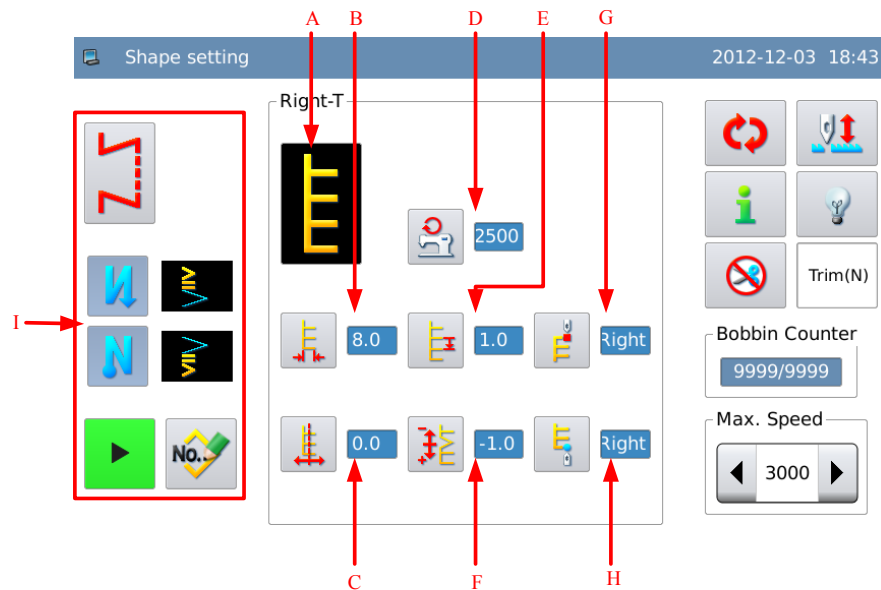 A B D E G
Shape setting 2012-12-03 18:43
Right-T
2500
Trim(N)
I
8.0 1.0 Right
Bobbin Counter
9999/9999
No.
0.0 -1.0 Right
Max. Speed
3000
C F H